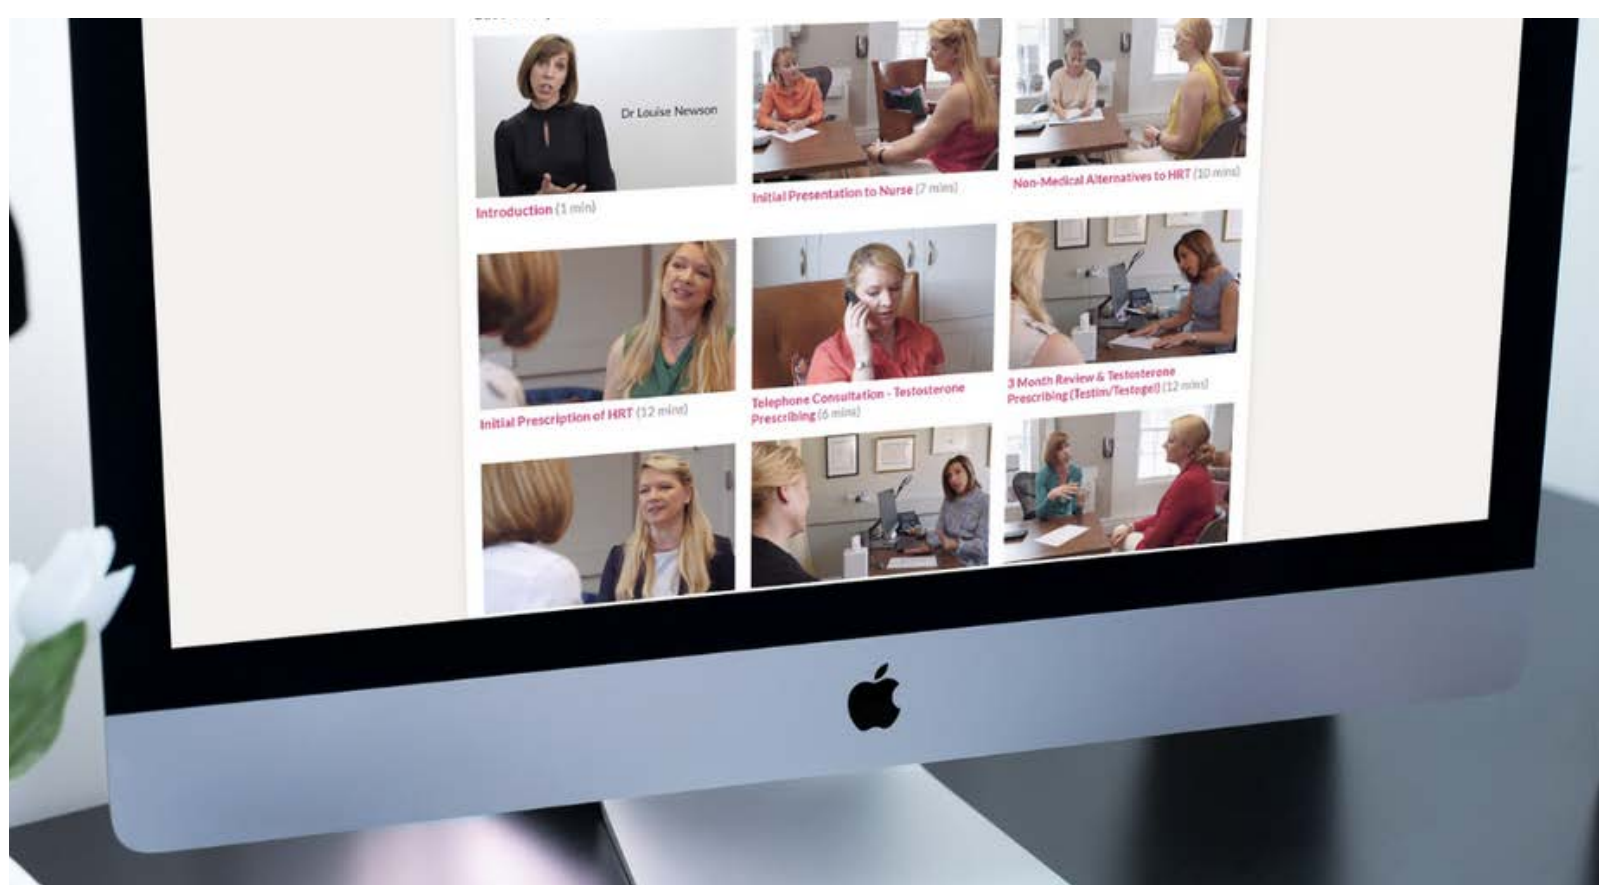 Dr Louise Newson
Introduction (1 min)
Initial Presentation to Nurse (7 mins)
Non-Medical Alternatives to HRT (10 mins)
Initial Prescription of HRT (12 mins)
Telephone Consultation - Testosterone
Prescribing (6 mins)
3 Month Review & Testosterone
Prescribing (Testim/Testogel) (12 mins)